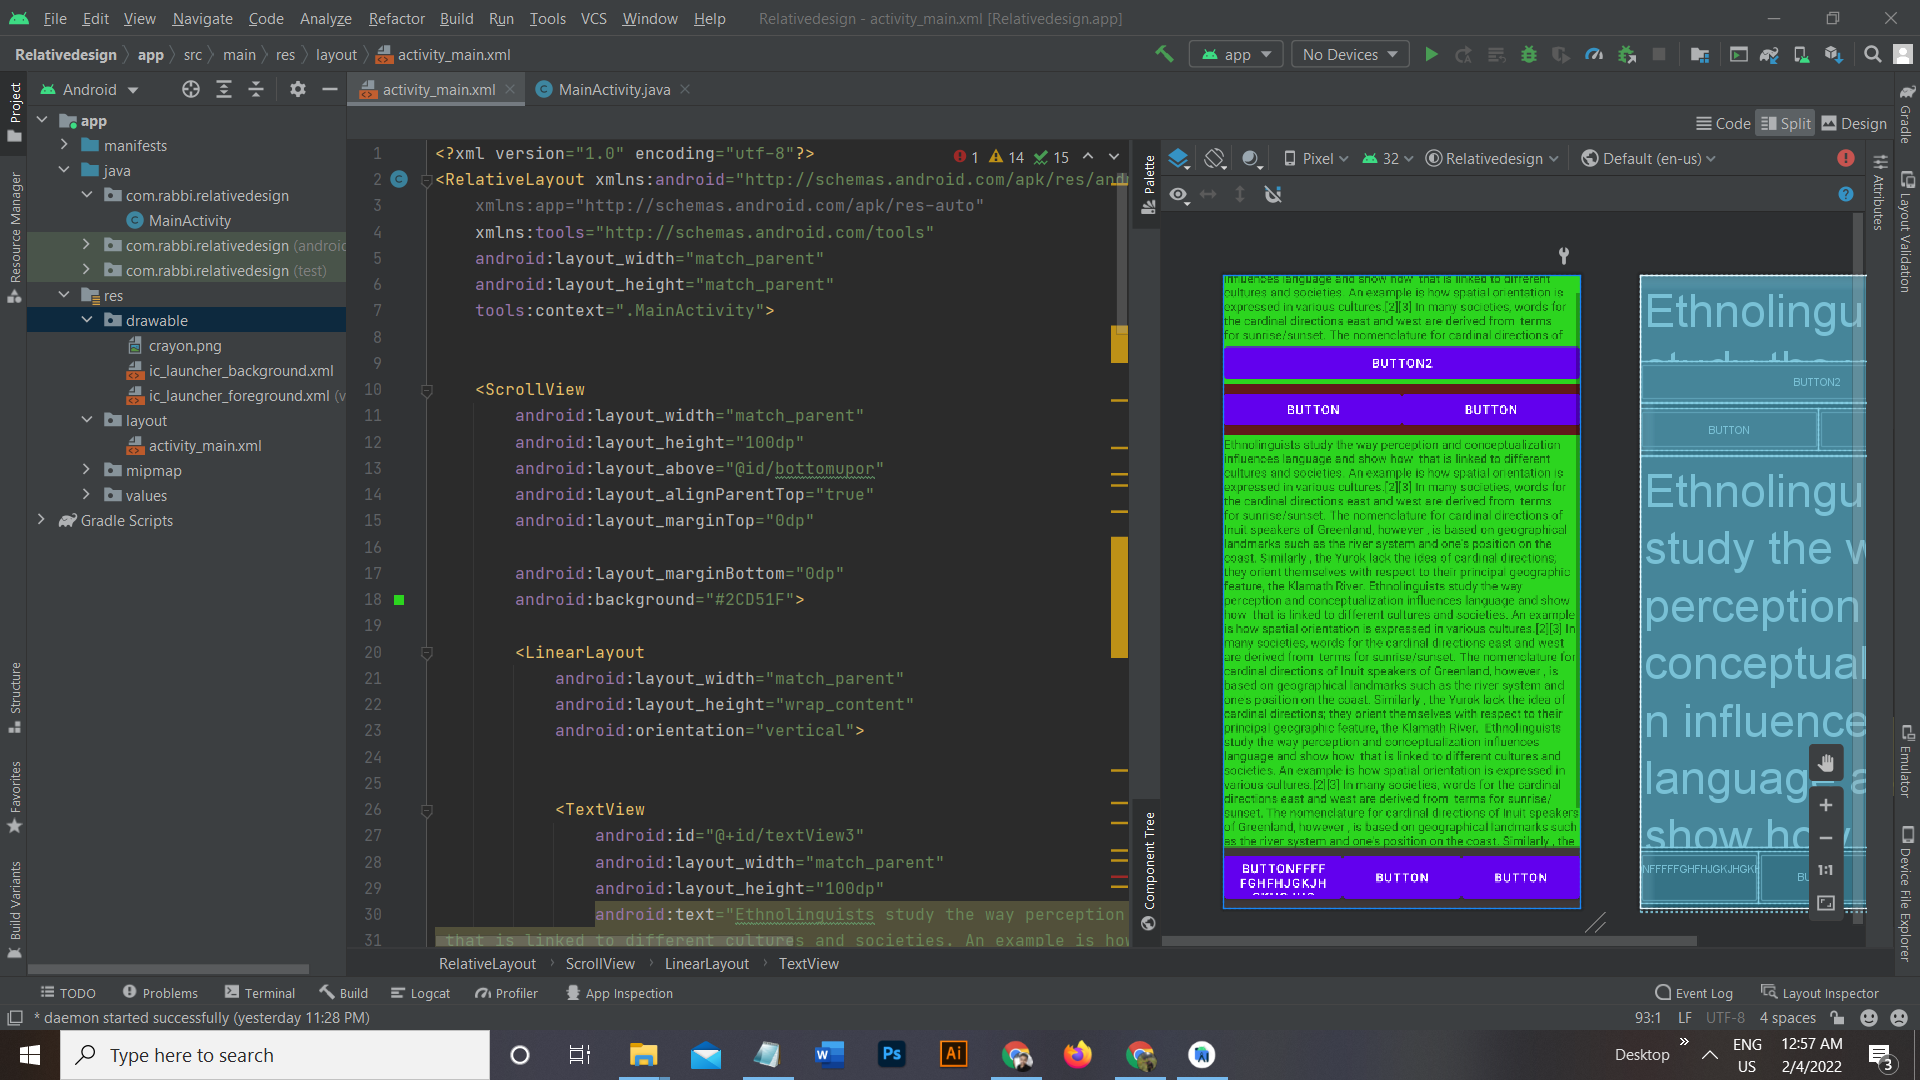 File Edit View Navigate Code Analyze Refactor Build Run Tools VCS Window Help Relativedesign - activity_main.xml [Relativedesign.app]
Relativedesign app src main res layout activity_main.xml app No Devices
Android activity_main.xml MainActivity.java
Code Split Design
Project
Resource Manager
Structure
Favorites
Build Variants
app
manifests
java
com.rabbi.relativedesign
MainActivity
com.rabbi.relativedesign (androi
com.rabbi.relativedesign (test)
res
drawable
crayon.png
ic_launcher_background.xml
ic_launcher_foreground.xml (v
layout
activity_main.xml
mipmap
values
Gradle Scripts
1 <?xml version="1.0" encoding="utf-8"?> 1 14 15
2 <RelativeLayout xmlns:android="http://schemas.android.com/apk/res/and
3 xmlns:app="http://schemas.android.com/apk/res-auto"
4 xmlns:tools="http://schemas.android.com/tools"
5 android:layout_width="match_parent"
6 android:layout_height="match_parent"
7 tools:context=".MainActivity">
8
9
10 <ScrollView
11 android:layout_width="match_parent"
12 android:layout_height="100dp"
13 android:layout_above="@id/bottomupor"
14 android:layout_alignParentTop="true"
15 android:layout_marginTop="0dp"
16
17 android:layout_marginBottom="0dp"
18 android:background="#2CD51F">
19
20 <LinearLayout
21 android:layout_width="match_parent"
22 android:layout_height="wrap_content"
23 android:orientation="vertical">
24
25
26 <TextView
27 android:id="@+id/textView3"
28 android:layout_width="match_parent"
29 android:layout_height="100dp"
30 android:text="Ethnolinguists study the way perception
31 that is linked to different cultures and societies. An example is how
RelativeLayout ScrollView LinearLayout TextView
Palette
Component Tree
Pixel 32 Relativedesign Default (en-us)
influences language and show how that is linked to different
cultures and societies. An example is how spatial orientation is
expressed in various cultures.[2][3] In many societies, words for
the cardinal directions east and west are derived from terms
for sunrise/sunset. The nomenclature for cardinal directions of
BUTTON2
BUTTON BUTTON
Ethnolinguists study the way perception and conceptualization
influences language and show how that is linked to different
cultures and societies. An example is how spatial orientation is
expressed in various cultures.[2][3] In many societies, words for
the cardinal directions east and west are derived from terms
for sunrise/sunset. The nomenclature for cardinal directions of
Inuit speakers of Greenland, however , is based on geographical
landmarks such as the river system and one's position on the
coast. Similarly , the Yurok lack the idea of cardinal directions;
they orient themselves with respect to their principal geographic
feature, the Klamath River. Ethnolinguists study the way
perception and conceptualization influences language and show
how that is linked to different cultures and societies. An example
is how spatial orientation is expressed in various cultures.[2][3] In
many societies, words for the cardinal directions east and west
are derived from terms for sunrise/sunset. The nomenclature for
cardinal directions of Inuit speakers of Greenland, however , is
based on geographical landmarks such as the river system and
one's position on the coast. Similarly , the Yurok lack the idea of
cardinal directions; they orient themselves with respect to their
principal geographic feature, the Klamath River. Ethnolinguists
study the way perception and conceptualization influences
language and show how that is linked to different cultures and
societies. An example is how spatial orientation is expressed in
various cultures.[2][3] In many societies, words for the cardinal
directions east and west are derived from terms for sunrise/
sunset. The nomenclature for cardinal directions of Inuit speakers
of Greenland, however , is based on geographical landmarks such
as the river system and one's position on the coast. Similarly , the
BUTTONFFFF
FGHFHJGKJH
BUTTON BUTTON
Ethnolingu
BUTTON2
BUTTON
Ethnolingu
study the w
perception
conceptual
n influence
language a
show how
NFFFFFGHFHJGKJHGKH BU
1:1
Gradle
Layout Validation
Attributes
Emulator
Device File Explorer
TODO Problems Terminal Build Logcat Profiler App Inspection Event Log Layout Inspector
* daemon started successfully (yesterday 11:28 PM) 93:1 LF UTF-8 4 spaces
Type here to search Desktop ENG US 12:57 AM 2/4/2022 3